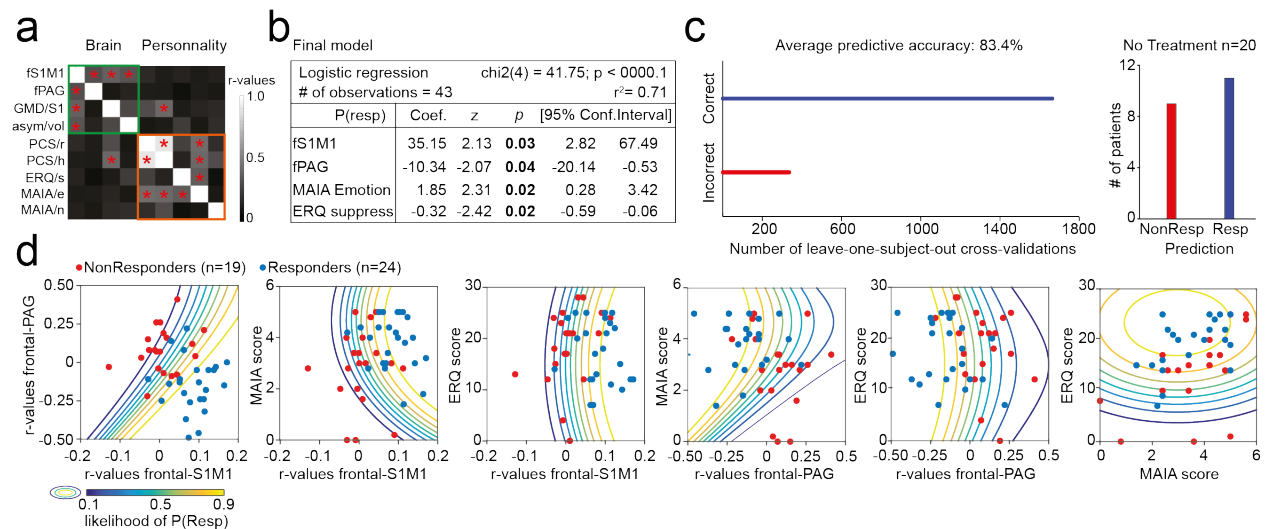 a
Brain Personnality
fS1M1
fPAG
GMD/S1
asym/vol
PCS/r
PCS/h
ERQ/s
MAIA/e
MAIA/n
r-values
1.0
0.5
0
b
Final model
Logistic regression chi2(4) = 41.75; p < 0000.1
# of observations = 43 r²= 0.71
P(resp) Coef. z p [95% Conf.Interval]
fS1M1 35.15 2.13 0.03 2.82 67.49
fPAG -10.34 -2.07 0.04 -20.14 -0.53
MAIA Emotion 1.85 2.31 0.02 0.28 3.42
ERQ suppress -0.32 -2.42 0.02 -0.59 -0.06
c
Average predictive accuracy: 83.4%
Correct
Incorrect
200 600 1000 1400 1800
Number of leave-one-subject-out cross-validations
No Treatment n=20
# of patients
12
8
4
0
NonResp Resp
Prediction
d
NonResponders (n=19) Responders (n=24)
r-values frontal-PAG
0.50
0.25
0
-0.25
-0.50
-0.2 -0.1 0 0.1 0.2
r-values frontal-S1M1
MAIA score
6
4
2
0
-0.2 -0.1 0 0.1 0.2
r-values frontal-S1M1
ERQ score
30
20
10
0
-0.2 -0.1 0 0.1 0.2
r-values frontal-S1M1
MAIA score
6
4
2
0
-0.50 -0.25 0 0.25 0.5
r-values frontal-PAG
ERQ score
30
20
10
0
-0.50 -0.25 0 0.25 0.5
r-values frontal-PAG
ERQ score
30
20
10
0
0 2 4 6
MAIA score
0.1 0.5 0.9
likelihood of P(Resp)